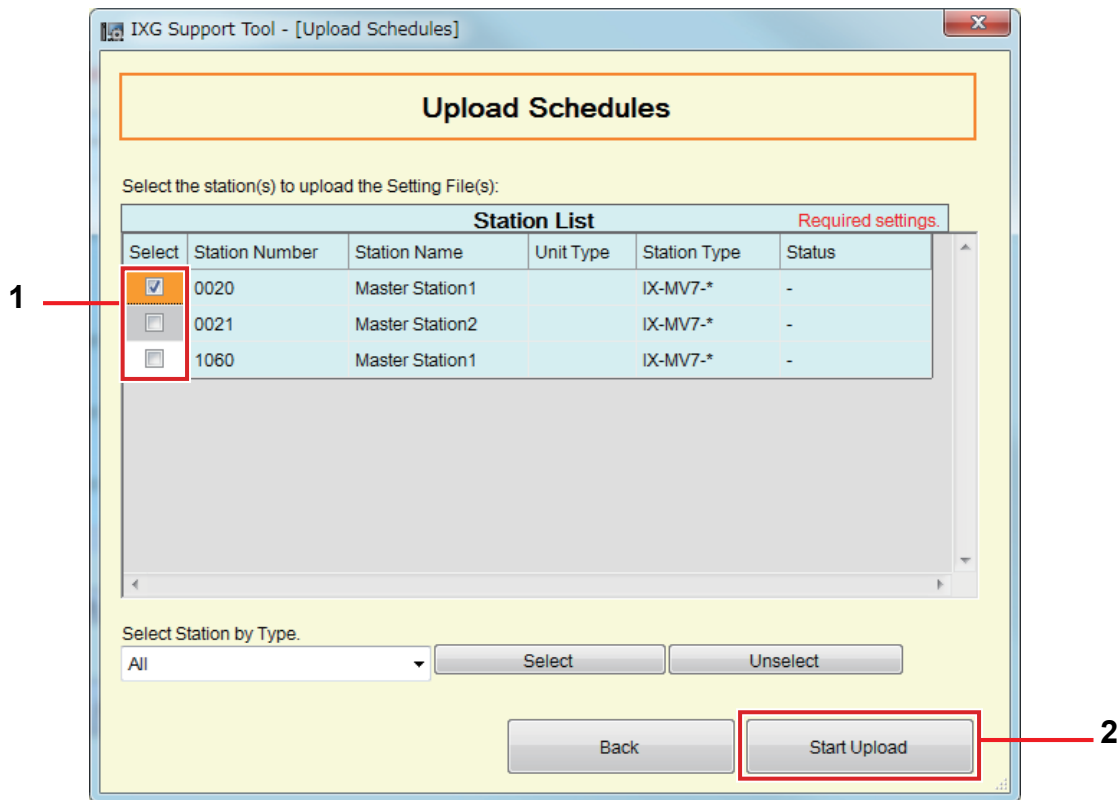 IXG Support Tool - [Upload Schedules]
Upload Schedules
Select the station(s) to upload the Setting File(s):
Station List Required settings.
Select Station Number Station Name Unit Type Station Type Status
1
0020 Master Station1 IX-MV7-* -
0021 Master Station2 IX-MV7-* -
1060 Master Station1 IX-MV7-* -
Select Station by Type.
All Select Unselect
Back Start Upload
2